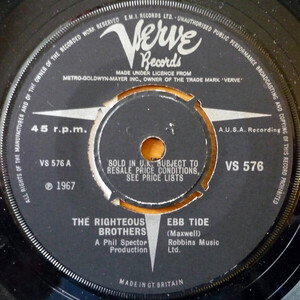 E.M.I. RECORDS LTD.
ALL RIGHTS OF THE MANUFACTURER AND OF THE OWNER OF THE RECORDED WORK RESERVED
UNAUTHORISED PUBLIC PERFORMANCE BROADCASTING AND COPYING OF THIS RECORD PROHIBITED
Verve
Records
MADE UNDER LICENCE FROM
METRO-GOLDWYN-MAYER INC., OWNER OF THE TRADE MARK 'VERVE'
45 r.p.m.
A U.S.A. Recording
VS 576 A
SOLD IN U.K. SUBJECT TO
RESALE PRICE CONDITIONS,
SEE PRICE LISTS
VS 576
℗ 1967
THE RIGHTEOUS BROTHERS
EBB TIDE
(Maxwell)
A Phil Spector Production
Robbins Music Ltd.
MADE IN GT. BRITAIN